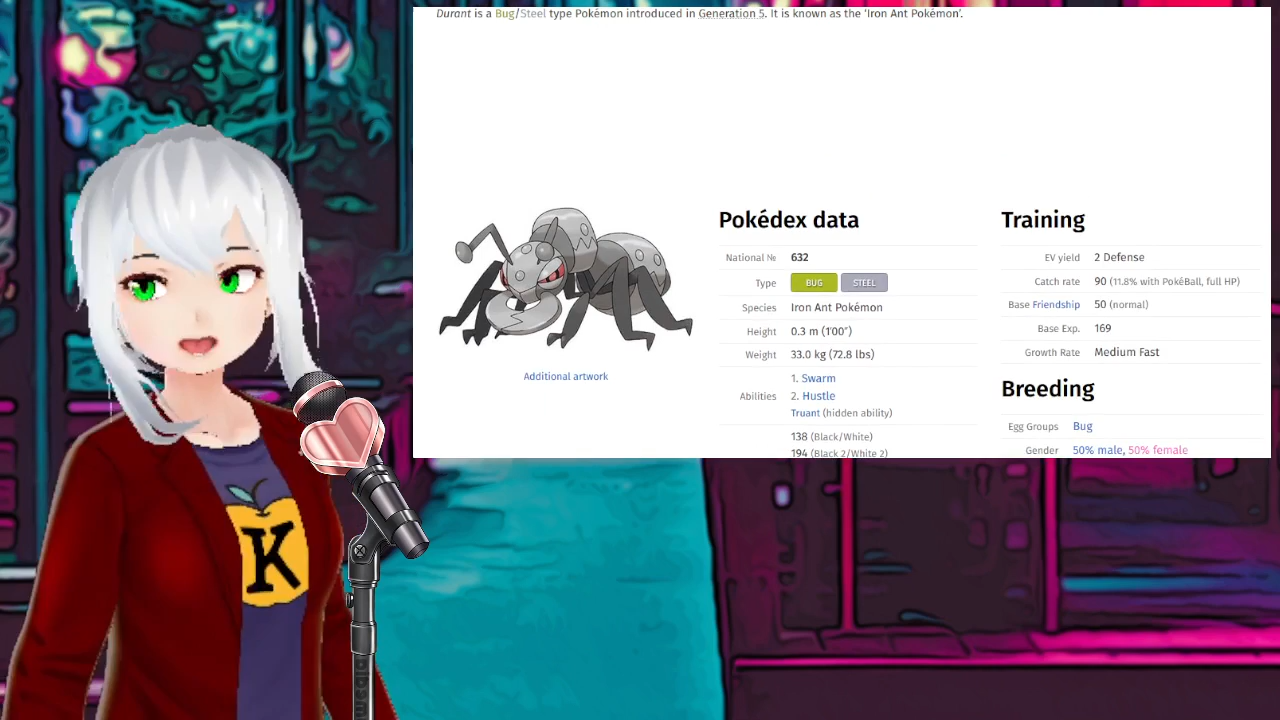 Durant is a Bug/Steel type Pokémon introduced in Generation 5. It is known as the 'Iron Ant Pokémon'.
Additional artwork
Pokédex data
National № 632
Type BUG STEEL
Species Iron Ant Pokémon
Height 0.3 m (1′00″)
Weight 33.0 kg (72.8 lbs)
Abilities 1. Swarm
2. Hustle
Truant (hidden ability)
138 (Black/White)
194 (Black 2/White 2)
Training
EV yield 2 Defense
Catch rate 90 (11.8% with PokéBall, full HP)
Base Friendship 50 (normal)
Base Exp. 169
Growth Rate Medium Fast
Breeding
Egg Groups Bug
Gender 50% male, 50% female
K